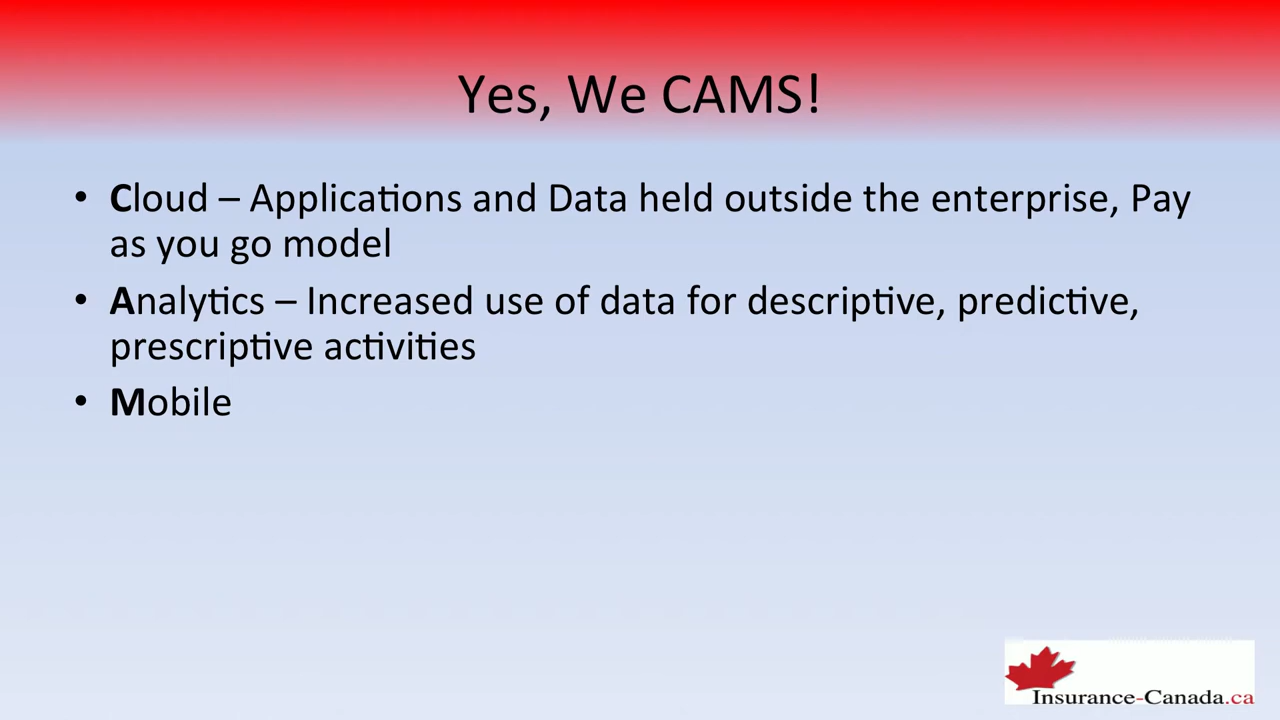 Yes, We CAMS!
• Cloud – Applications and Data held outside the enterprise, Pay
as you go model
• Analytics – Increased use of data for descriptive, predictive,
prescriptive activities
• Mobile
Insurance-Canada.ca